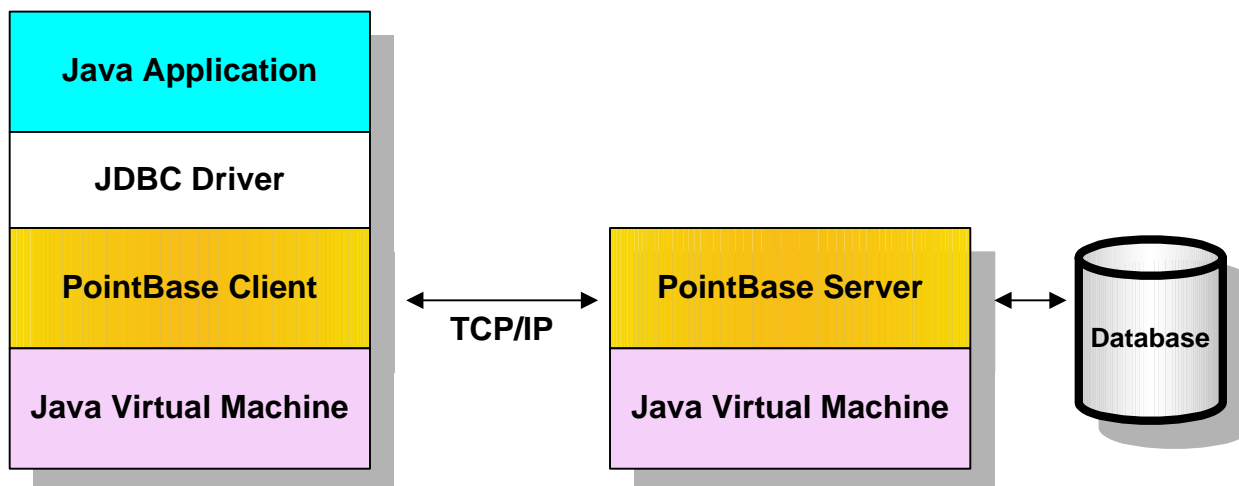 Java Application
JDBC Driver
PointBase Client
Java Virtual Machine
TCP/IP
PointBase Server
Java Virtual Machine
Database